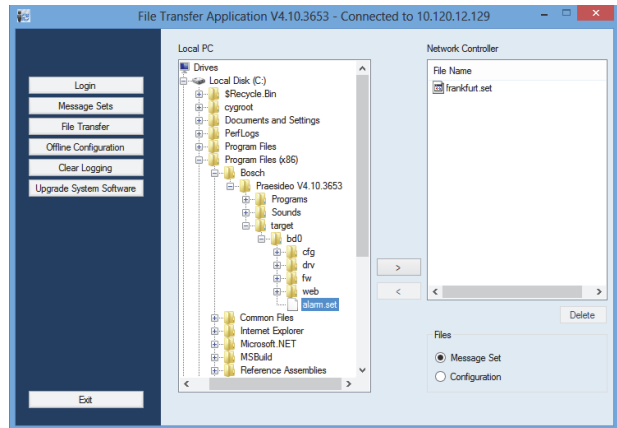 File Transfer Application V4.10.3653 - Connected to 10.120.12.129
Login
Message Sets
File Transfer
Offline Configuration
Clear Logging
Upgrade System Software
Exit
Local PC
Drives
Local Disk (C:)
$Recycle.Bin
cygroot
Documents and Settings
PerfLogs
Program Files
Program Files (x86)
Bosch
Praesideo V4.10.3653
Programs
Sounds
target
bd0
cfg
drv
fw
web
alarm.set
Common Files
Internet Explorer
Microsoft.NET
MSBuild
Reference Assemblies
>
<
Network Controller
File Name
frankfurt.set
Delete
Files
Message Set
Configuration